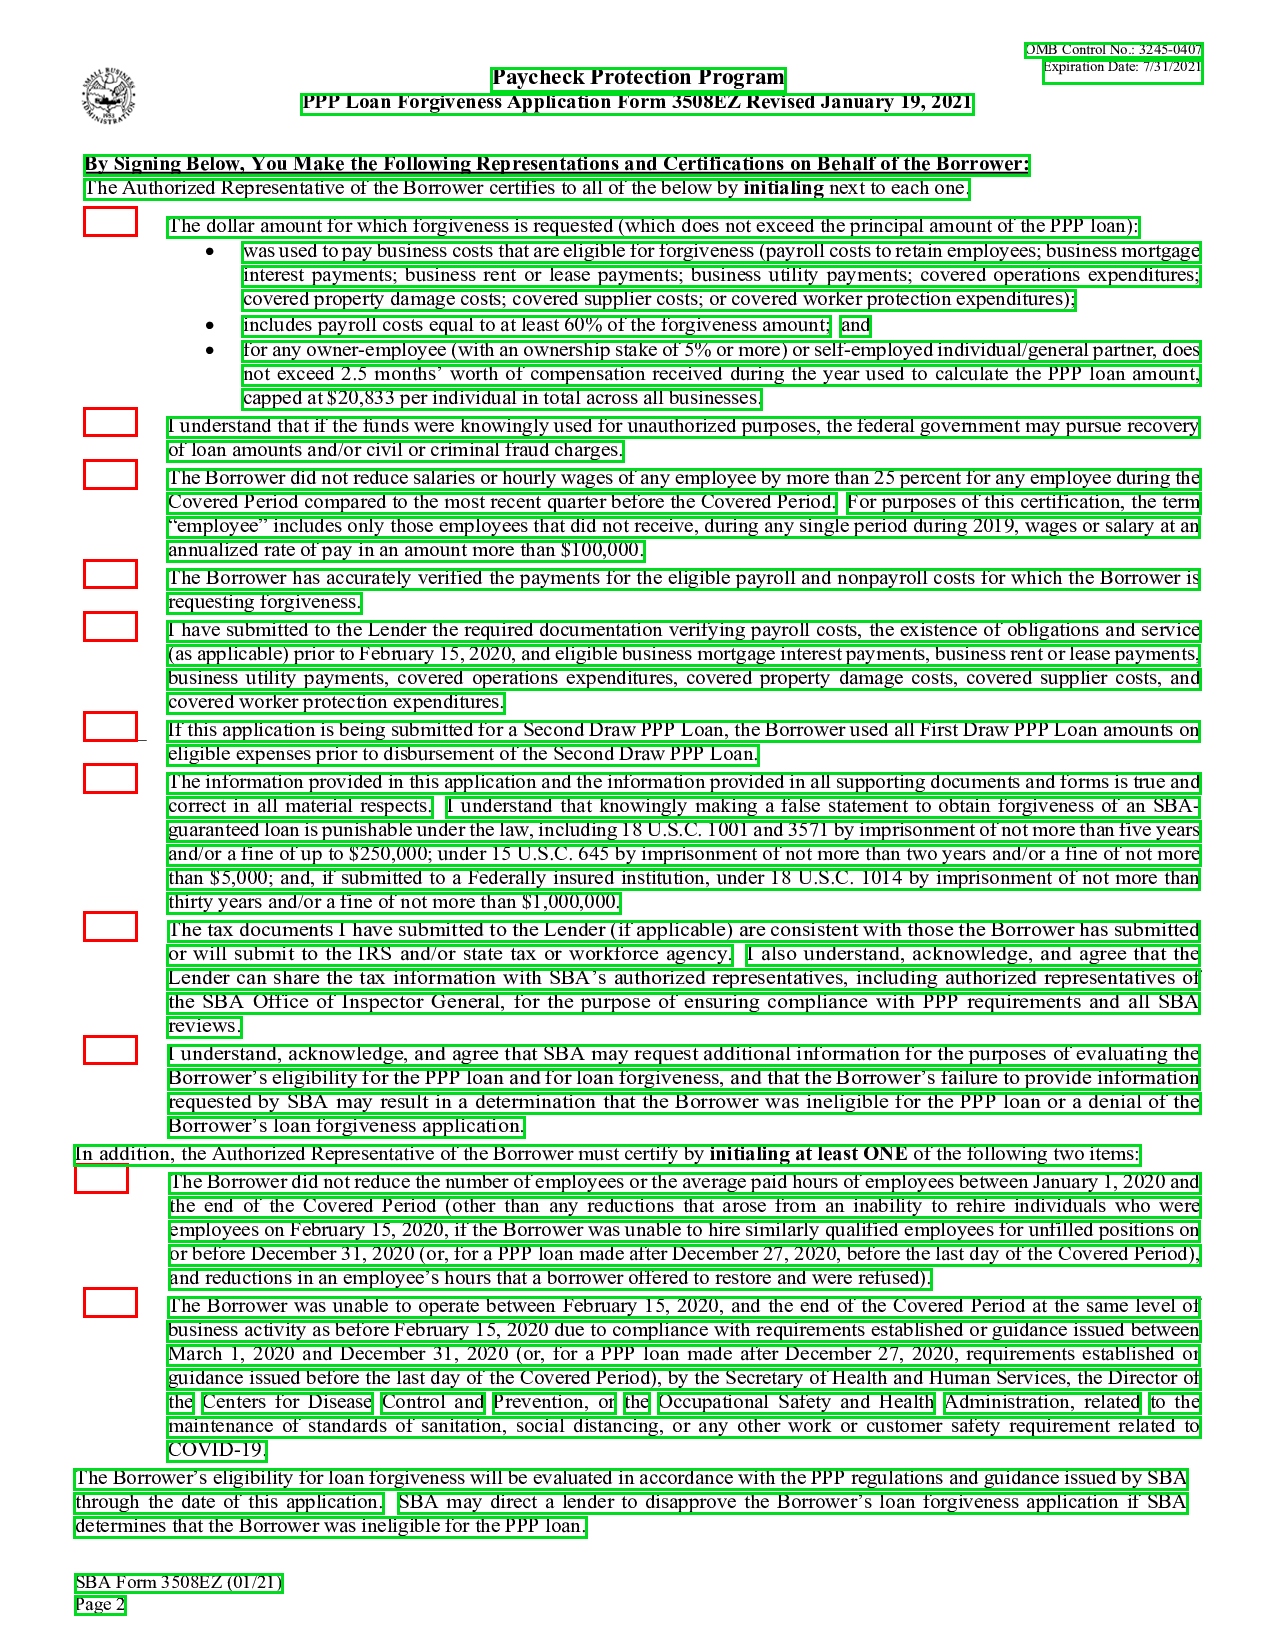 OMB Control No.: 3245-0407
Expiration Date: 7/31/2021
Paycheck Protection Program
PPP Loan Forgiveness Application Form 3508EZ Revised January 19, 2021
By Signing Below, You Make the Following Representations and Certifications on Behalf of the Borrower:
The Authorized Representative of the Borrower certifies to all of the below by initialing next to each one.
The dollar amount for which forgiveness is requested (which does not exceed the principal amount of the PPP loan):
• was used to pay business costs that are eligible for forgiveness (payroll costs to retain employees; business mortgage
interest payments; business rent or lease payments; business utility payments; covered operations expenditures;
covered property damage costs; covered supplier costs; or covered worker protection expenditures);
• includes payroll costs equal to at least 60% of the forgiveness amount; and
• for any owner-employee (with an ownership stake of 5% or more) or self-employed individual/general partner, does
not exceed 2.5 months’ worth of compensation received during the year used to calculate the PPP loan amount,
capped at $20,833 per individual in total across all businesses.
I understand that if the funds were knowingly used for unauthorized purposes, the federal government may pursue recovery
of loan amounts and/or civil or criminal fraud charges.
The Borrower did not reduce salaries or hourly wages of any employee by more than 25 percent for any employee during the
Covered Period compared to the most recent quarter before the Covered Period. For purposes of this certification, the term
“employee” includes only those employees that did not receive, during any single period during 2019, wages or salary at an
annualized rate of pay in an amount more than $100,000.
The Borrower has accurately verified the payments for the eligible payroll and nonpayroll costs for which the Borrower is
requesting forgiveness.
I have submitted to the Lender the required documentation verifying payroll costs, the existence of obligations and service
(as applicable) prior to February 15, 2020, and eligible business mortgage interest payments, business rent or lease payments,
business utility payments, covered operations expenditures, covered property damage costs, covered supplier costs, and
covered worker protection expenditures.
If this application is being submitted for a Second Draw PPP Loan, the Borrower used all First Draw PPP Loan amounts on
eligible expenses prior to disbursement of the Second Draw PPP Loan.
The information provided in this application and the information provided in all supporting documents and forms is true and
correct in all material respects. I understand that knowingly making a false statement to obtain forgiveness of an SBA-
guaranteed loan is punishable under the law, including 18 U.S.C. 1001 and 3571 by imprisonment of not more than five years
and/or a fine of up to $250,000; under 15 U.S.C. 645 by imprisonment of not more than two years and/or a fine of not more
than $5,000; and, if submitted to a Federally insured institution, under 18 U.S.C. 1014 by imprisonment of not more than
thirty years and/or a fine of not more than $1,000,000.
The tax documents I have submitted to the Lender (if applicable) are consistent with those the Borrower has submitted
or will submit to the IRS and/or state tax or workforce agency. I also understand, acknowledge, and agree that the
Lender can share the tax information with SBA’s authorized representatives, including authorized representatives of
the SBA Office of Inspector General, for the purpose of ensuring compliance with PPP requirements and all SBA
reviews.
I understand, acknowledge, and agree that SBA may request additional information for the purposes of evaluating the
Borrower’s eligibility for the PPP loan and for loan forgiveness, and that the Borrower’s failure to provide information
requested by SBA may result in a determination that the Borrower was ineligible for the PPP loan or a denial of the
Borrower’s loan forgiveness application.
In addition, the Authorized Representative of the Borrower must certify by initialing at least ONE of the following two items:
The Borrower did not reduce the number of employees or the average paid hours of employees between January 1, 2020 and
the end of the Covered Period (other than any reductions that arose from an inability to rehire individuals who were
employees on February 15, 2020, if the Borrower was unable to hire similarly qualified employees for unfilled positions on
or before December 31, 2020 (or, for a PPP loan made after December 27, 2020, before the last day of the Covered Period),
and reductions in an employee’s hours that a borrower offered to restore and were refused).
The Borrower was unable to operate between February 15, 2020, and the end of the Covered Period at the same level of
business activity as before February 15, 2020 due to compliance with requirements established or guidance issued between
March 1, 2020 and December 31, 2020 (or, for a PPP loan made after December 27, 2020, requirements established or
guidance issued before the last day of the Covered Period), by the Secretary of Health and Human Services, the Director of
the Centers for Disease Control and Prevention, or the Occupational Safety and Health Administration, related to the
maintenance of standards of sanitation, social distancing, or any other work or customer safety requirement related to
COVID-19.
The Borrower’s eligibility for loan forgiveness will be evaluated in accordance with the PPP regulations and guidance issued by SBA
through the date of this application. SBA may direct a lender to disapprove the Borrower’s loan forgiveness application if SBA
determines that the Borrower was ineligible for the PPP loan.
SBA Form 3508EZ (01/21)
Page 2